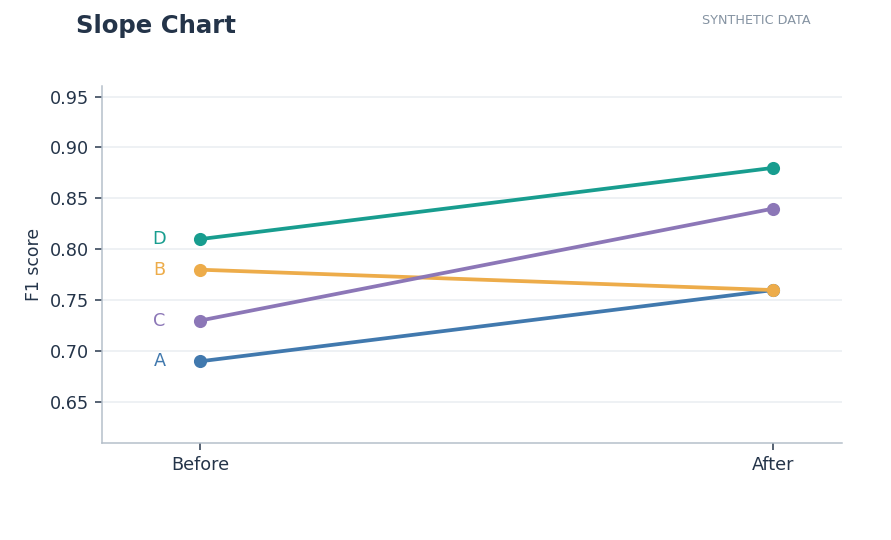 Slope Chart
SYNTHETIC DATA
F1 score
0.95
0.90
0.85
0.80
0.75
0.70
0.65
D
B
C
A
Before
After